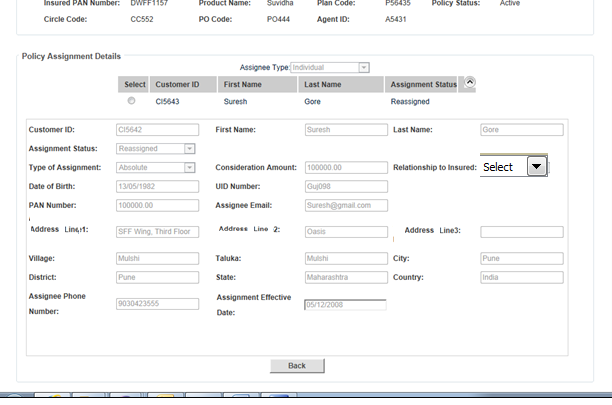 Insured PAN Number: DWFF1157 Product Name: Suvidha Plan Code: P56435 Policy Status: Active
Circle Code: CC552 PO Code: PO444 Agent ID: A5431
Policy Assignment Details
Assignee Type: Individual
Select Customer ID First Name Last Name Assignment Status
CI5643 Suresh Gore Reassigned
Customer ID: CI5642 First Name: Suresh Last Name: Gore
Assignment Status: Reassigned
Type of Assignment: Absolute Consideration Amount: 100000.00 Relationship to Insured: Select
Date of Birth: 13/05/1982 UID Number: Guj098
PAN Number: 100000.00 Assignee Email: Suresh@gmail.com
Address Line1: SFF Wing, Third Floor Address Line 2: Oasis Address Line3:
Village: Mulshi Taluka: Mulshi City: Pune
District: Pune State: Maharashtra Country: India
Assignee Phone Number: 9030423555 Assignment Effective Date: 05/12/2008
Back